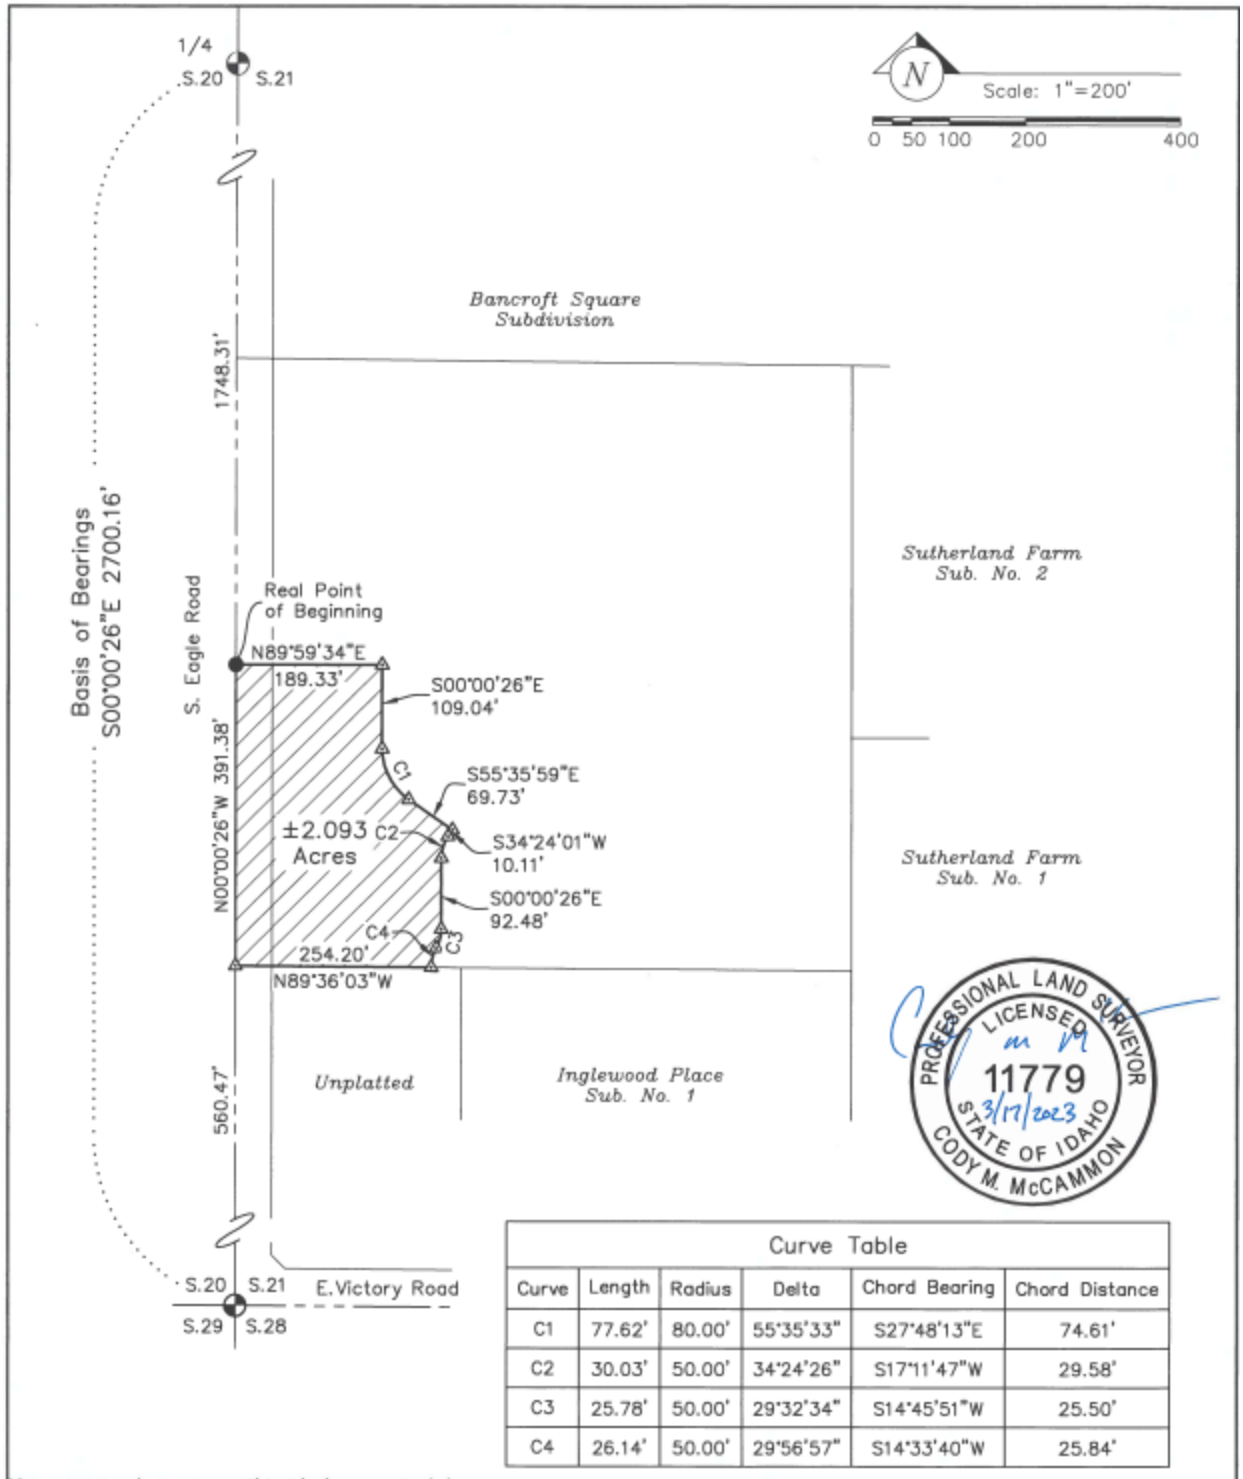 1/4
S.20 S.21
N
Scale: 1"=200'
0 50 100 200 400
Bancroft Square
Subdivision
1748.31'
Basis of Bearings
S00°00'26"E 2700.16'
S. Eagle Road
Sutherland Farm
Sub. No. 2
Real Point
of Beginning
N89°59'34"E
189.33'
S00°00'26"E
109.04'
N00°00'26"W 391.38'
C1
S55°35'59"E
69.73'
±2.093
Acres
C2
S34°24'01"W
10.11'
Sutherland Farm
Sub. No. 1
S00°00'26"E
92.48'
C4
C3
254.20'
N89°36'03"W
560.47'
Unplatted
Inglewood Place
Sub. No. 1
PROFESSIONAL LAND SURVEYOR
LICENSED
11779
3/17/2023
STATE OF IDAHO
CODY M. McCAMMON
S.20 S.21
E.Victory Road
S.29 S.28
Curve Table
Curve Length Radius Delta Chord Bearing Chord Distance
C1 77.62' 80.00' 55°35'33" S27°48'13"E 74.61'
C2 30.03' 50.00' 34°24'26" S17°11'47"W 29.58'
C3 25.78' 50.00' 29°32'34" S14°45'51"W 25.50'
C4 26.14' 50.00' 29°56'57" S14°33'40"W 25.84'